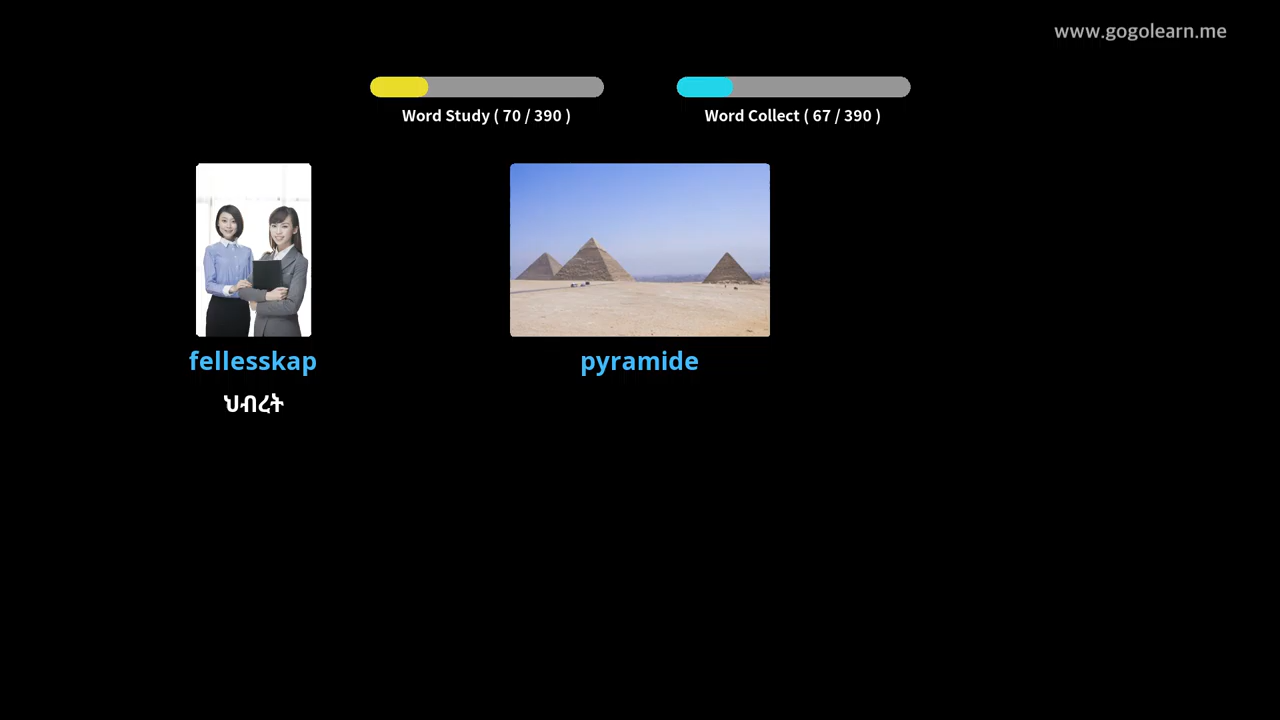 www.gogolearn.me
Word Study ( 70 / 390 )
Word Collect ( 67 / 390 )
fellesskap
pyramide
ህብረት